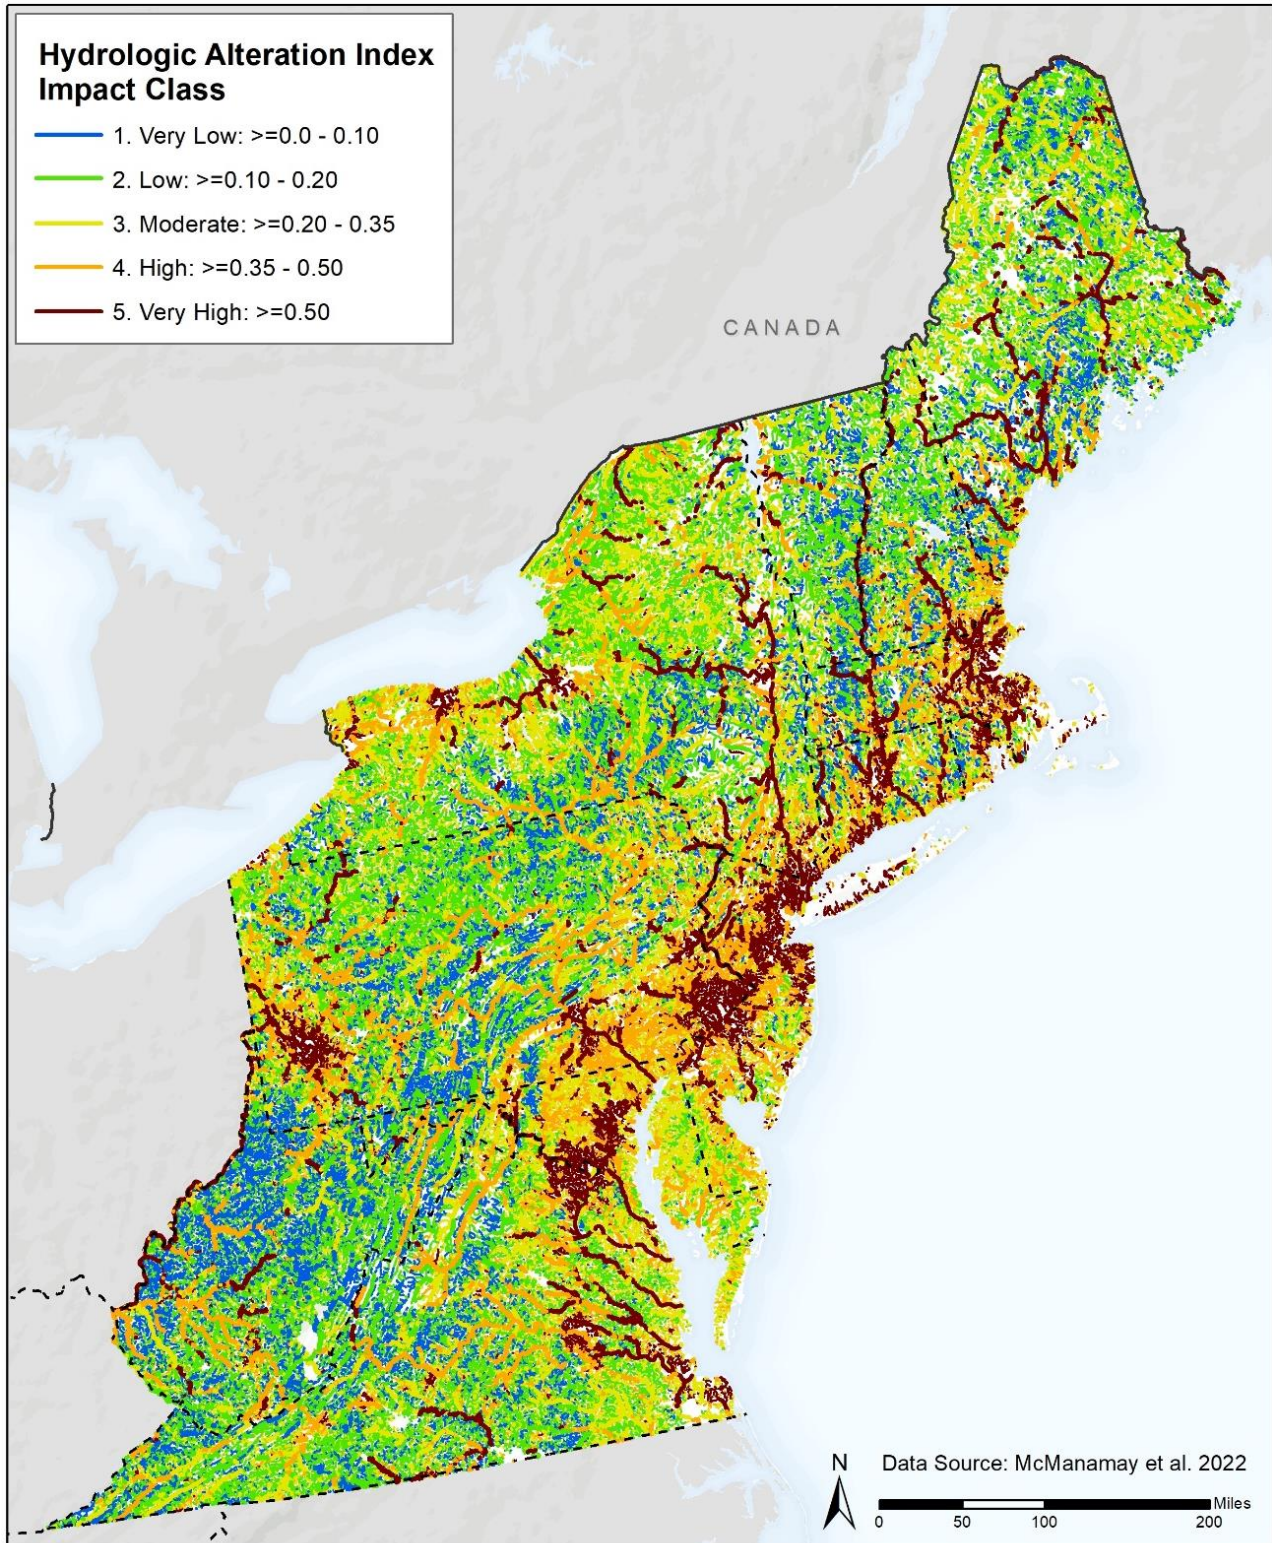 Hydrologic Alteration Index
Impact Class
1. Very Low: >=0.0 - 0.10
2. Low: >=0.10 - 0.20
3. Moderate: >=0.20 - 0.35
4. High: >=0.35 - 0.50
5. Very High: >=0.50
CANADA
N
Data Source: McManamay et al. 2022
Miles
0 50 100 200